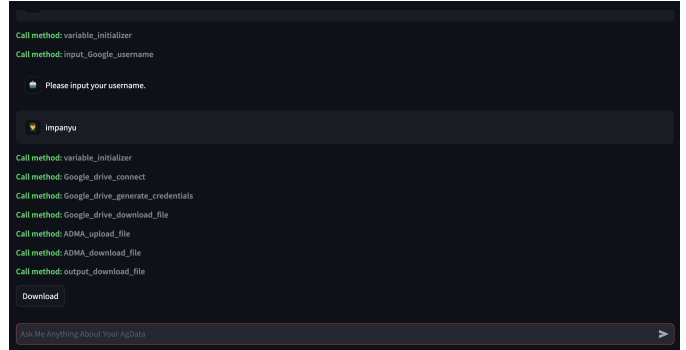 Call method: variable_initializer
Call method: input_Google_username
Please input your username.
impanyu
Call method: variable_initializer
Call method: Google_drive_connect
Call method: Google_drive_generate_credentials
Call method: Google_drive_download_file
Call method: ADMA_upload_file
Call method: ADMA_download_file
Call method: output_download_file
Download
Ask Me Anything About Your AgData